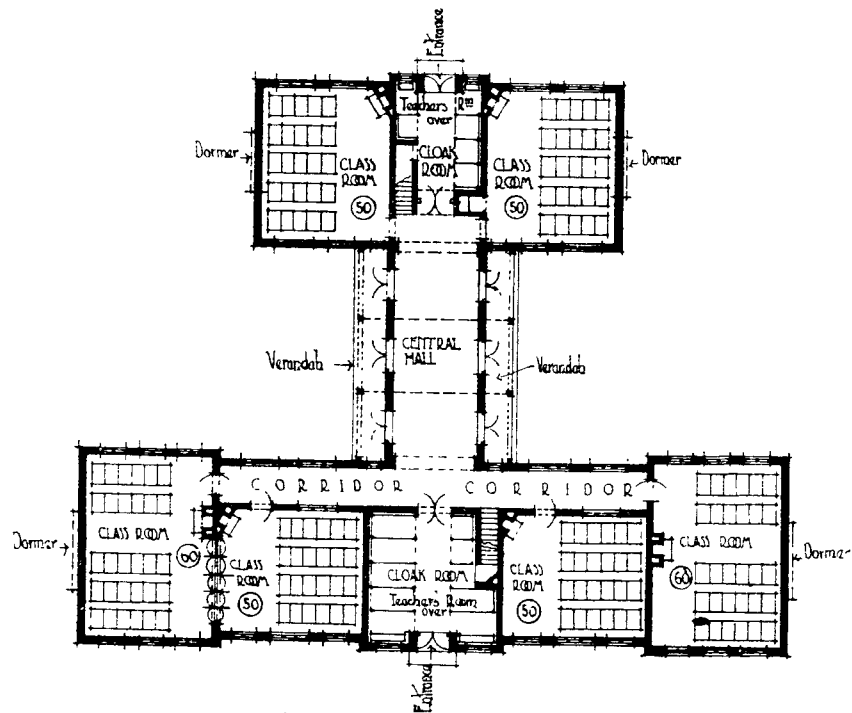 Entrance
Teachers Rm
over
CLOAK
ROOM
CLASS
ROOM
50
CLASS
ROOM
50
Dormer
Dormer
CENTRAL
HALL
Verandah
Verandah
CORRIDOR
CORRIDOR
CLASS ROOM
60
CLASS
ROOM
50
CLOAK ROOM
Teachers Room
over
CLASS
ROOM
50
CLASS ROOM
60
Dormer
Dormer
Entrance